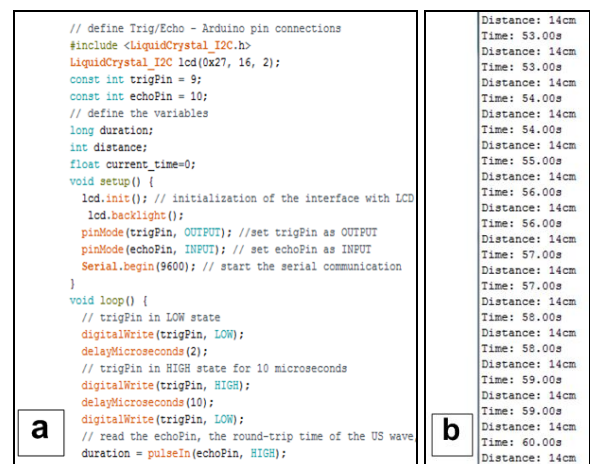 // define Trig/Echo - Arduino pin connections
#include <LiquidCrystal_I2C.h>
LiquidCrystal_I2C lcd(0x27, 16, 2);
const int trigPin = 9;
const int echoPin = 10;
// define the variables
long duration;
int distance;
float current_time=0;
void setup() {
lcd.init(); // initialization of the interface with LCD
lcd.backlight();
pinMode(trigPin, OUTPUT); //set trigPin as OUTPUT
pinMode(echoPin, INPUT); // set echoPin as INPUT
Serial.begin(9600); // start the serial communication
}
void loop() {
// trigPin in LOW state
digitalWrite(trigPin, LOW);
delayMicroseconds(2);
// trigPin in HIGH state for 10 microseconds
digitalWrite(trigPin, HIGH);
delayMicroseconds(10);
digitalWrite(trigPin, LOW);
// read the echoPin, the round-trip time of the US wave,
duration = pulseIn(echoPin, HIGH);
a
Distance: 14cm
Time: 53.00s
Distance: 14cm
Time: 53.00s
Distance: 14cm
Time: 54.00s
Distance: 14cm
Time: 54.00s
Distance: 14cm
Time: 55.00s
Distance: 14cm
Time: 56.00s
Distance: 14cm
Time: 56.00s
Distance: 14cm
Time: 57.00s
Distance: 14cm
Time: 57.00s
Distance: 14cm
Time: 58.00s
Distance: 14cm
Time: 58.00s
Distance: 14cm
Time: 59.00s
Distance: 14cm
Time: 59.00s
Distance: 14cm
Time: 60.00s
Distance: 14cm
b